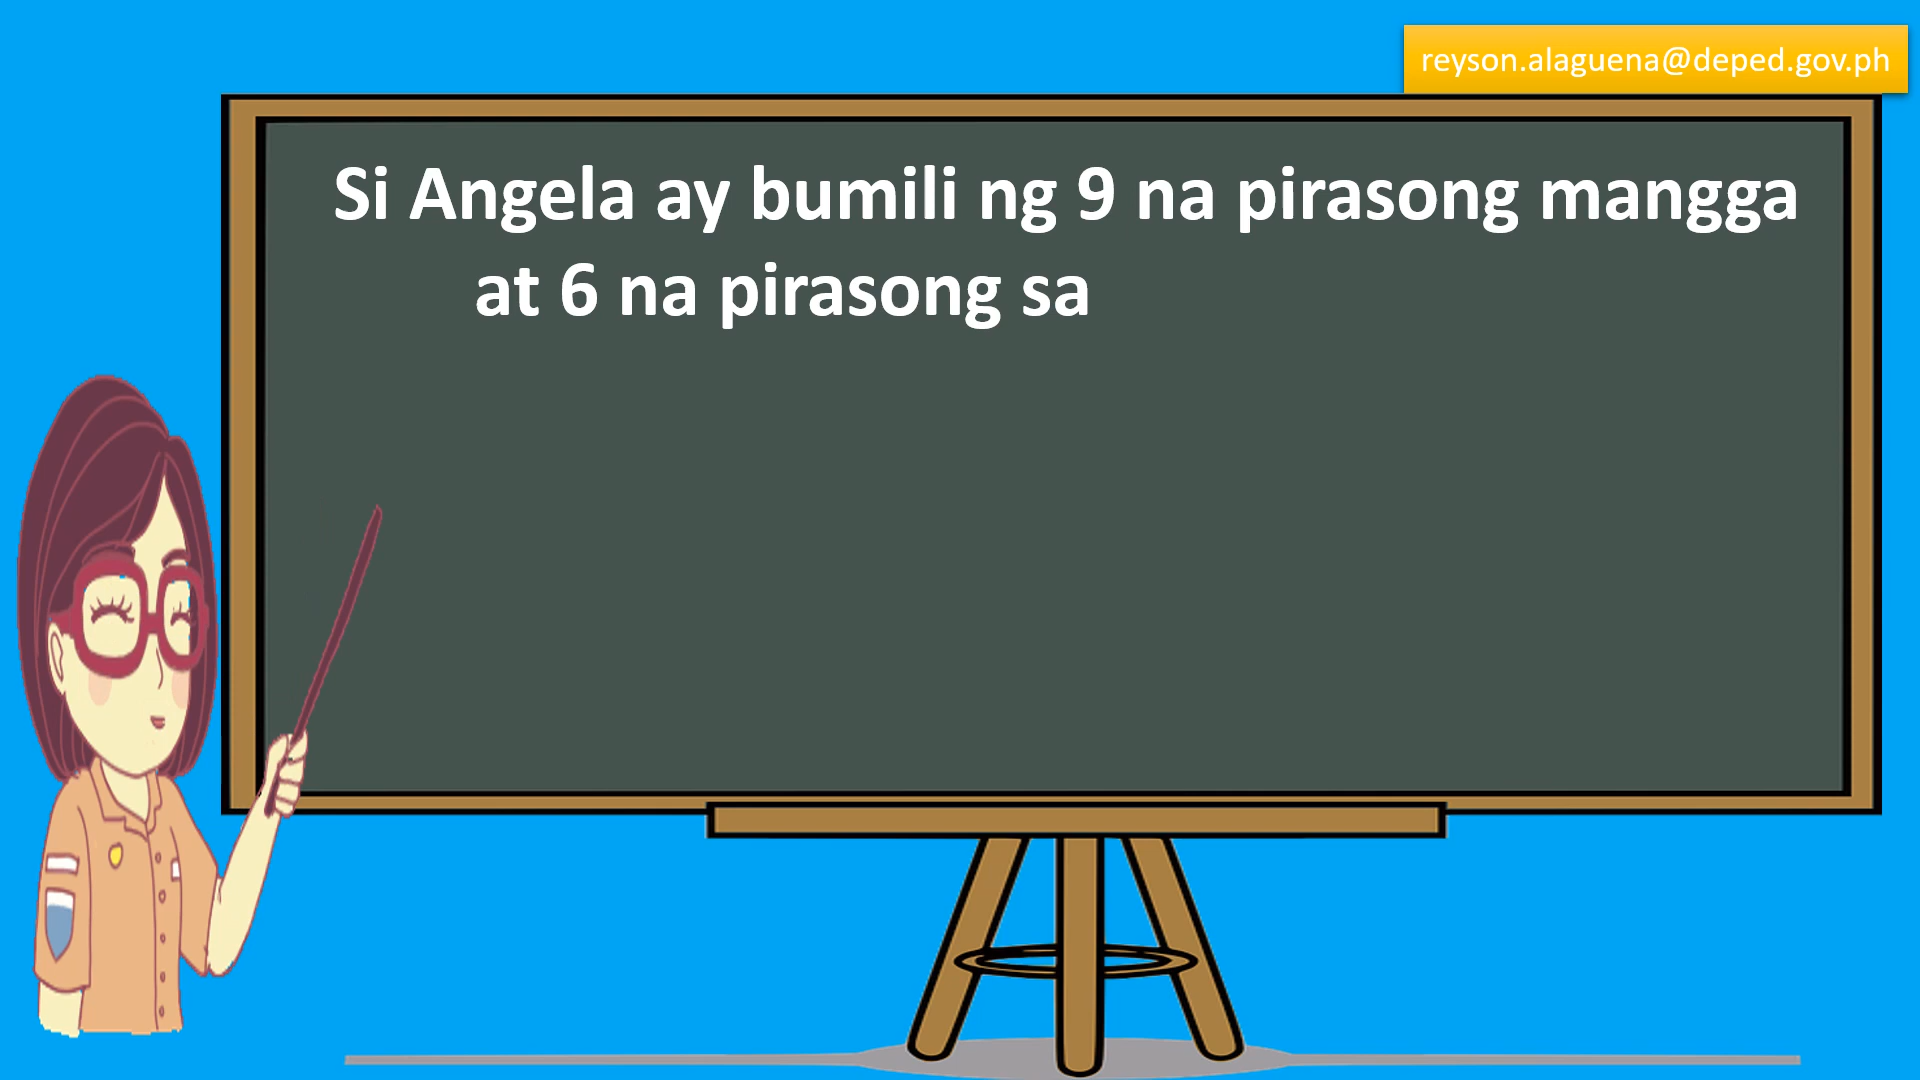 reyson.alaguena@deped.gov.ph
Si Angela ay bumili ng 9 na pirasong mangga
at 6 na pirasong sa